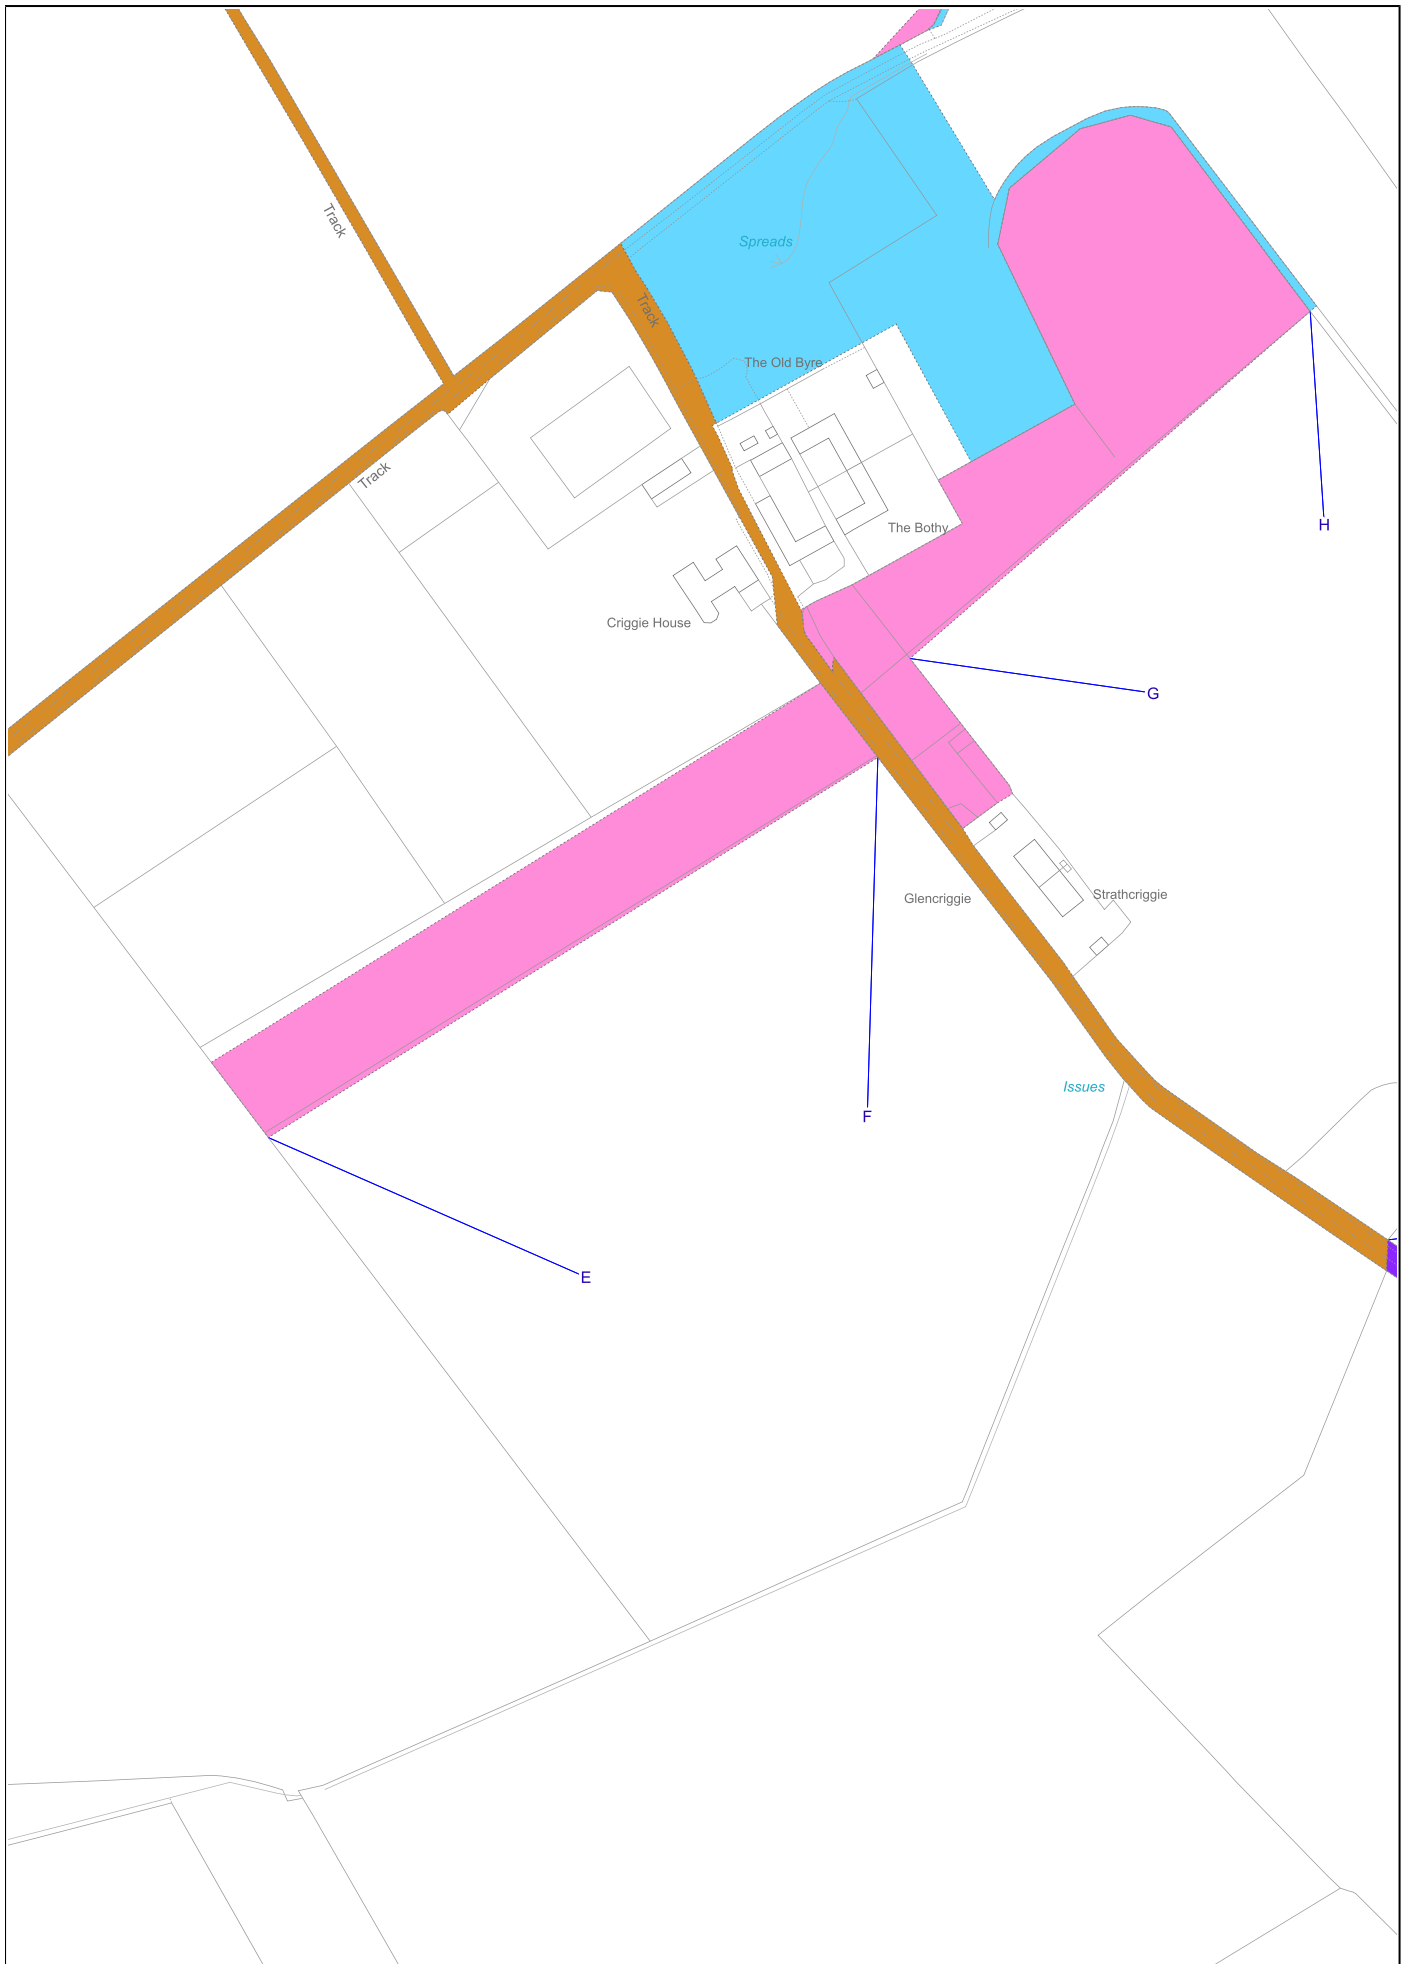 Track
Spreads
Track
The Old Byre
Track
The Bothy
H
Criggie House
G
Glencriggie
Strathcriggie
Issues
F
E